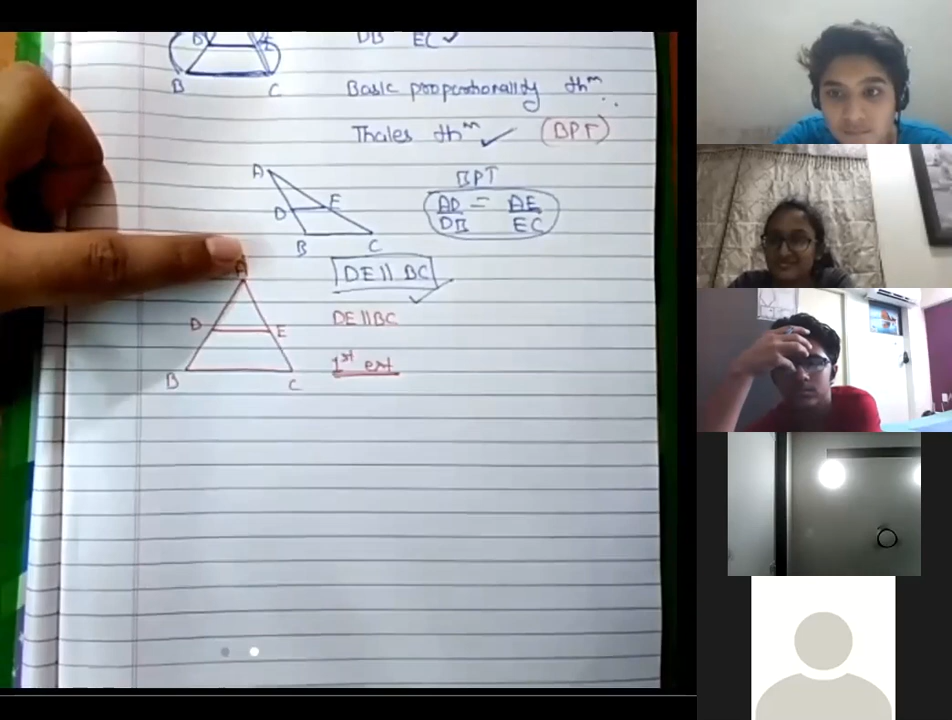 D E
DB EC ✓
B C
Basic proportionality thm..
Thales thm ✓ (BPT)
A
BPT
D E
AD = AE
DB EC
B C
A
DE || BC
D E
DE || BC
B C
1st ext